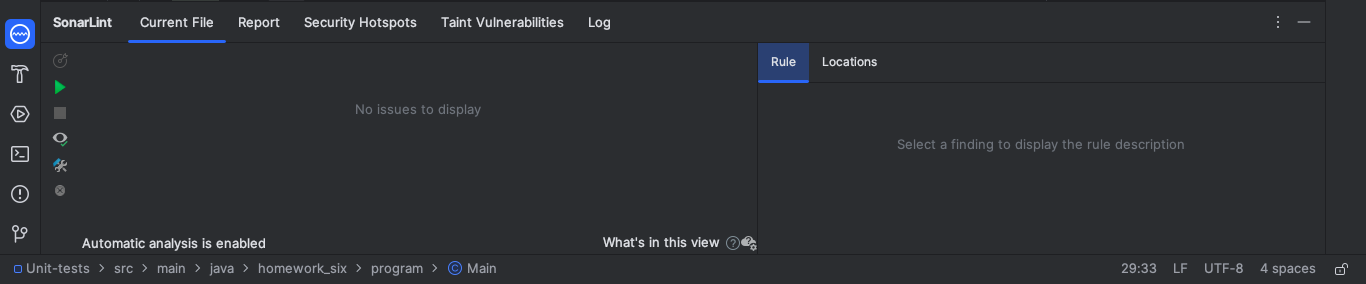 SonarLint Current File Report Security Hotspots Taint Vulnerabilities Log
Rule Locations
No issues to display
Select a finding to display the rule description
Automatic analysis is enabled What's in this view
Unit-tests > src > main > java > homework_six > program > Main 29:33 LF UTF-8 4 spaces